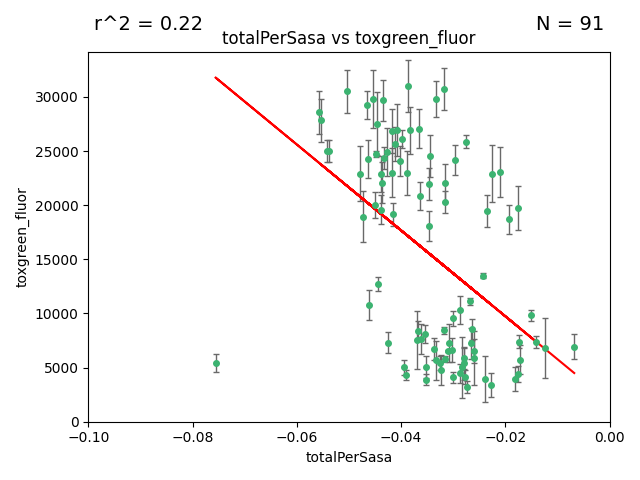 r^2 = 0.22
N = 91
totalPerSasa vs toxgreen_fluor
toxgreen_fluor
30000
25000
20000
15000
10000
5000
0
−0.10
−0.08
−0.06
−0.04
−0.02
0.00
totalPerSasa